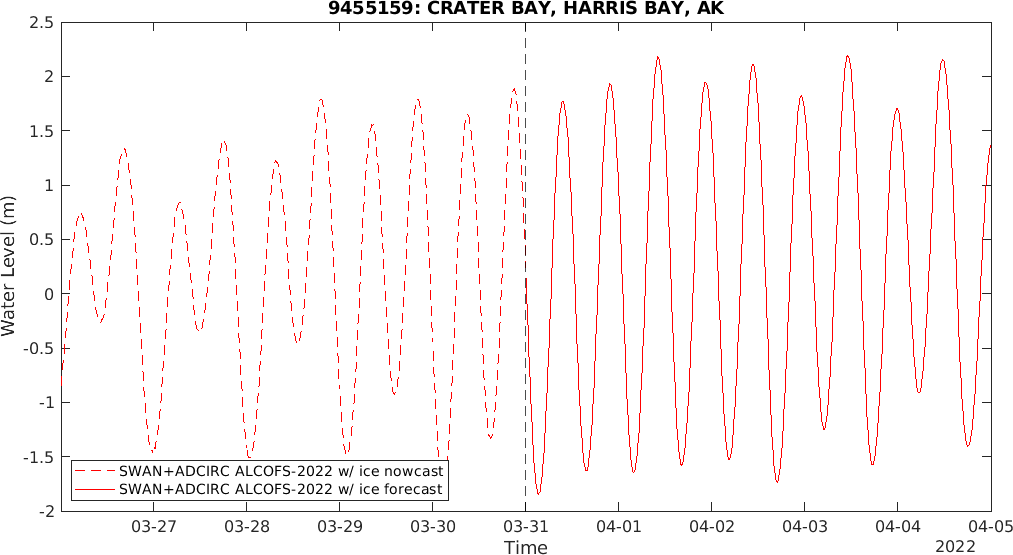 9455159: CRATER BAY, HARRIS BAY, AK
2.5
2
1.5
1
0.5
0
-0.5
-1
-1.5
-2
Water Level (m)
SWAN+ADCIRC ALCOFS-2022 w/ ice nowcast
SWAN+ADCIRC ALCOFS-2022 w/ ice forecast
03-27 03-28 03-29 03-30 03-31 04-01 04-02 04-03 04-04 04-05
Time
2022